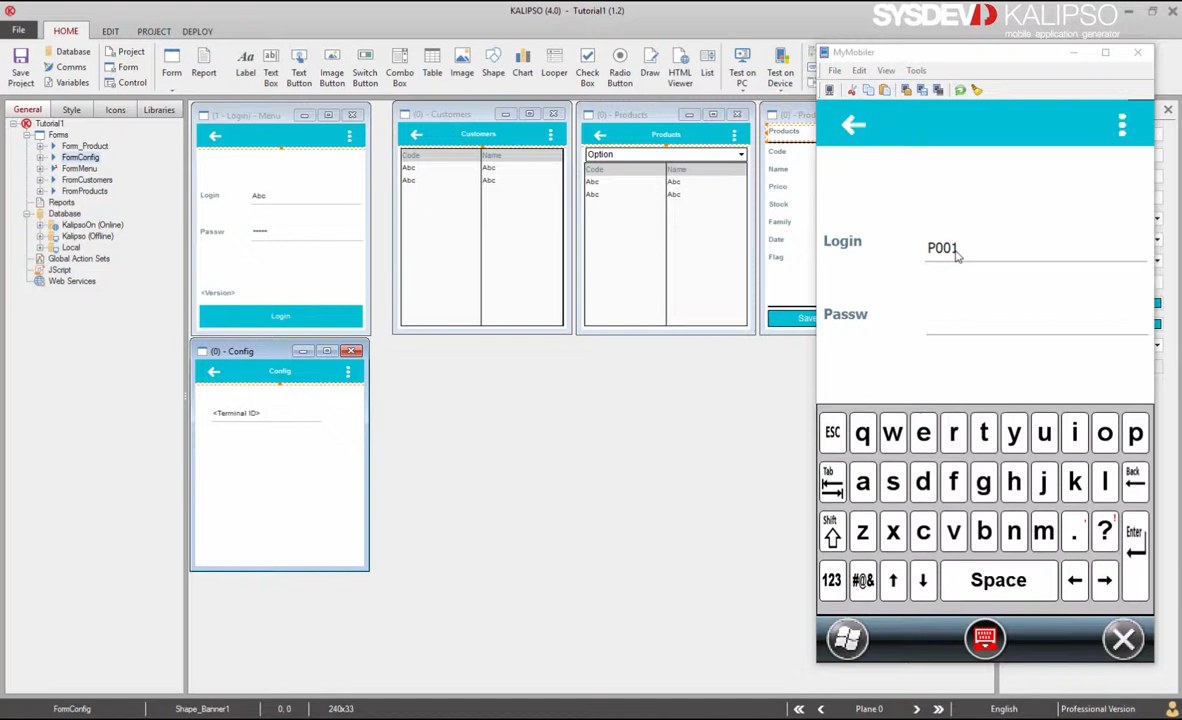 KALIPSO (4.0) - Tutorial1 (1.2)
SYSDEV KALIPSO
mobile application generator
File
HOME
EDIT
PROJECT
DEPLOY
Save Project
Database
Comms
Variables
Project
Form
Control
Form
Report
Label
Text Box
Text Button
Image Button
Switch Button
Combo Box
Table
Image
Shape
Chart
Looper
Check Box
Radio Button
Draw
HTML Viewer
List
Test on PC
Test on Device
General
Style
Icons
Libraries
Tutorial1
Forms
Form_Product
FormConfig
FormMenu
FromCustomers
FromProducts
Reports
Database
KalipsoOn (Online)
Kalipso (Offline)
Local
Global Action Sets
JScript
Web Services
(1 - Login) - Menu
Login
Abc
Passw
*****
<Version>
Login
(0) - Customers
Customers
Code Name
Abc Abc
Abc Abc
(0) - Products
Products
Option
Code Name
Abc Abc
Abc Abc
(0) - Prod
Products
Code
Name
Price
Stock
Family
Date
Flag
Save
(0) - Config
Config
<Terminal ID>
MyMobiler
File Edit View Tools
Login
P001
Passw
ESC q w e r t y u i o p
Tab a s d f g h j k l Back
Shift z x c v b n m . ' ? ! Enter
123 #@& Space
FormConfig
Shape_Banner1
0, 0
240x33
Plane 0
English
Professional Version